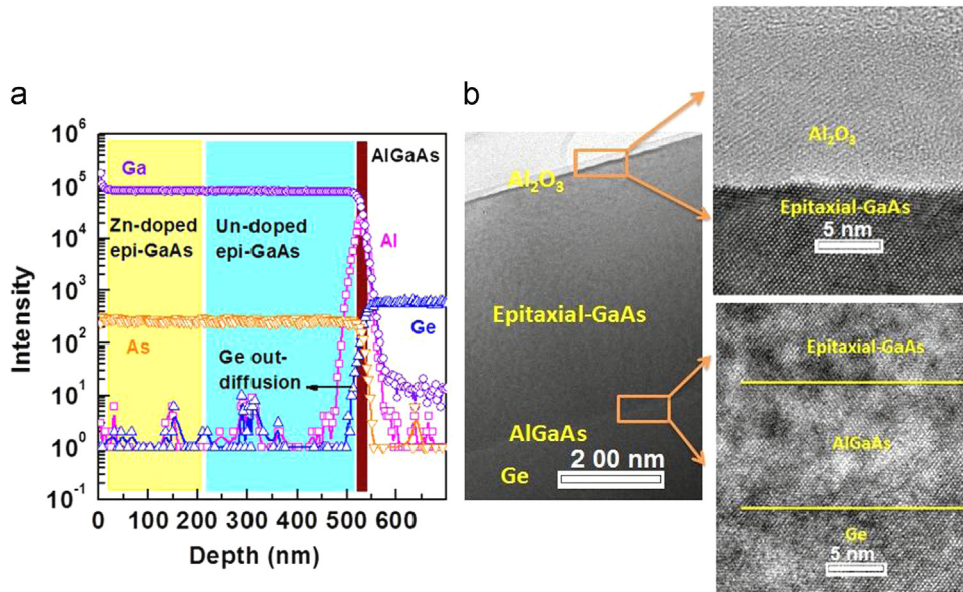 a
10^6
10^5
10^4
10^3
10^2
10^1
10^0
10^-1
Intensity
0 100 200 300 400 500 600
Depth (nm)
Ga
AlGaAs
Zn-doped
epi-GaAs
Un-doped
epi-GaAs
Al
As
Ge
Ge out-
diffusion
b
Al2O3
Epitaxial-GaAs
AlGaAs
Ge
2 00 nm
Al2O3
Epitaxial-GaAs
5 nm
Epitaxial-GaAs
AlGaAs
Ge
5 nm